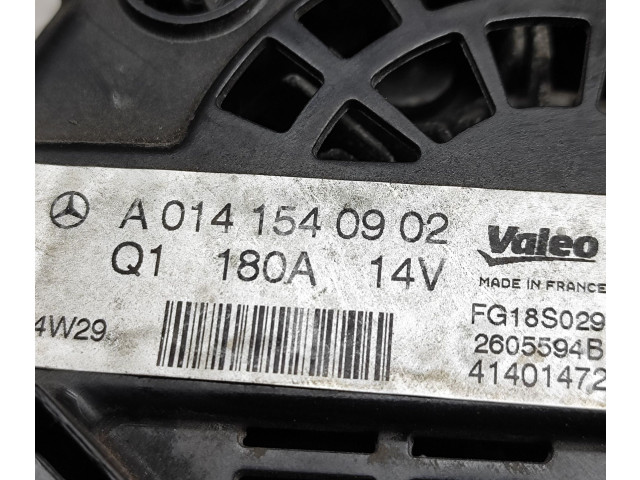 A 014 154 09 02
Valeo
Q1 180A 14V
MADE IN FRANCE
FG18S029
4W29
2605594B
41401472